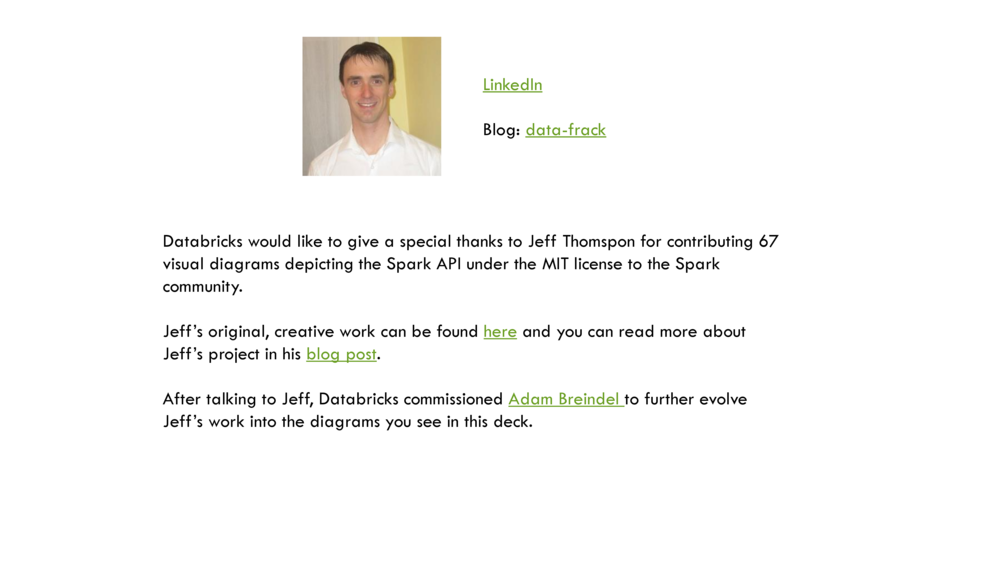 LinkedIn
Blog: data-frack
Databricks would like to give a special thanks to Jeff Thomspon for contributing 67
visual diagrams depicting the Spark API under the MIT license to the Spark
community.
Jeff’s original, creative work can be found here and you can read more about
Jeff’s project in his blog post.
After talking to Jeff, Databricks commissioned Adam Breindel to further evolve
Jeff’s work into the diagrams you see in this deck.